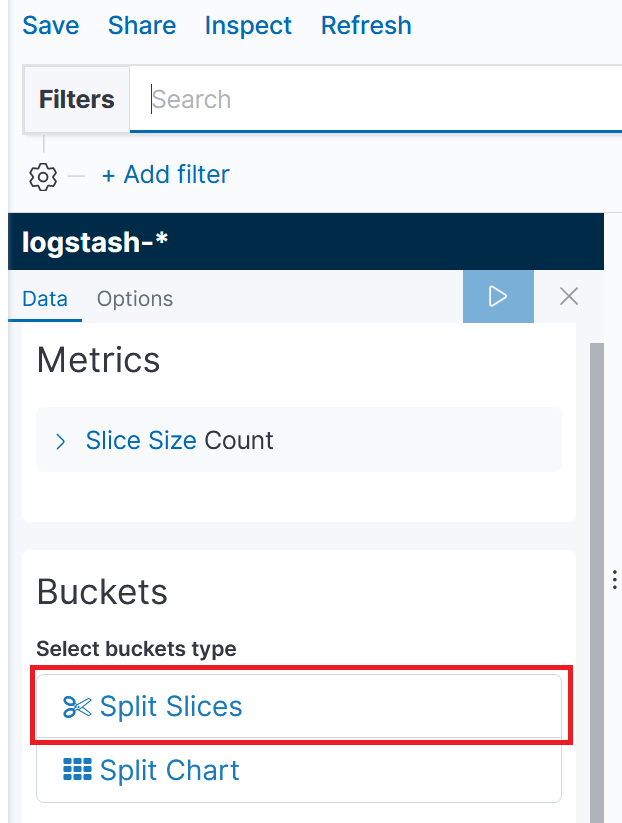 Save Share Inspect Refresh
Filters Search
+ Add filter
logstash-*
Data Options
Metrics
Slice Size Count
Buckets
Select buckets type
Split Slices
Split Chart